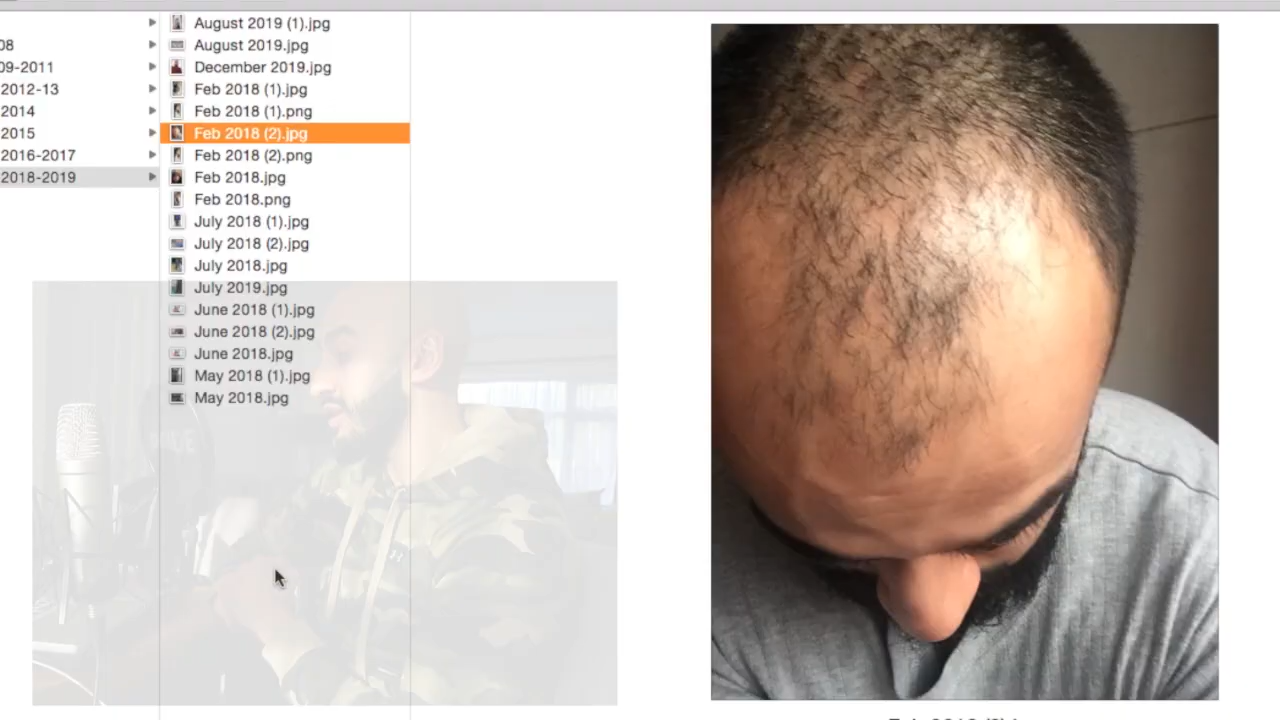 08
09-2011
2012-13
2014
2015
2016-2017
2018-2019
August 2019 (1).jpg
August 2019.jpg
December 2019.jpg
Feb 2018 (1).jpg
Feb 2018 (1).png
Feb 2018 (2).jpg
Feb 2018 (2).png
Feb 2018.jpg
Feb 2018.png
July 2018 (1).jpg
July 2018 (2).jpg
July 2018.jpg
July 2019.jpg
June 2018 (1).jpg
June 2018 (2).jpg
June 2018.jpg
May 2018 (1).jpg
May 2018.jpg